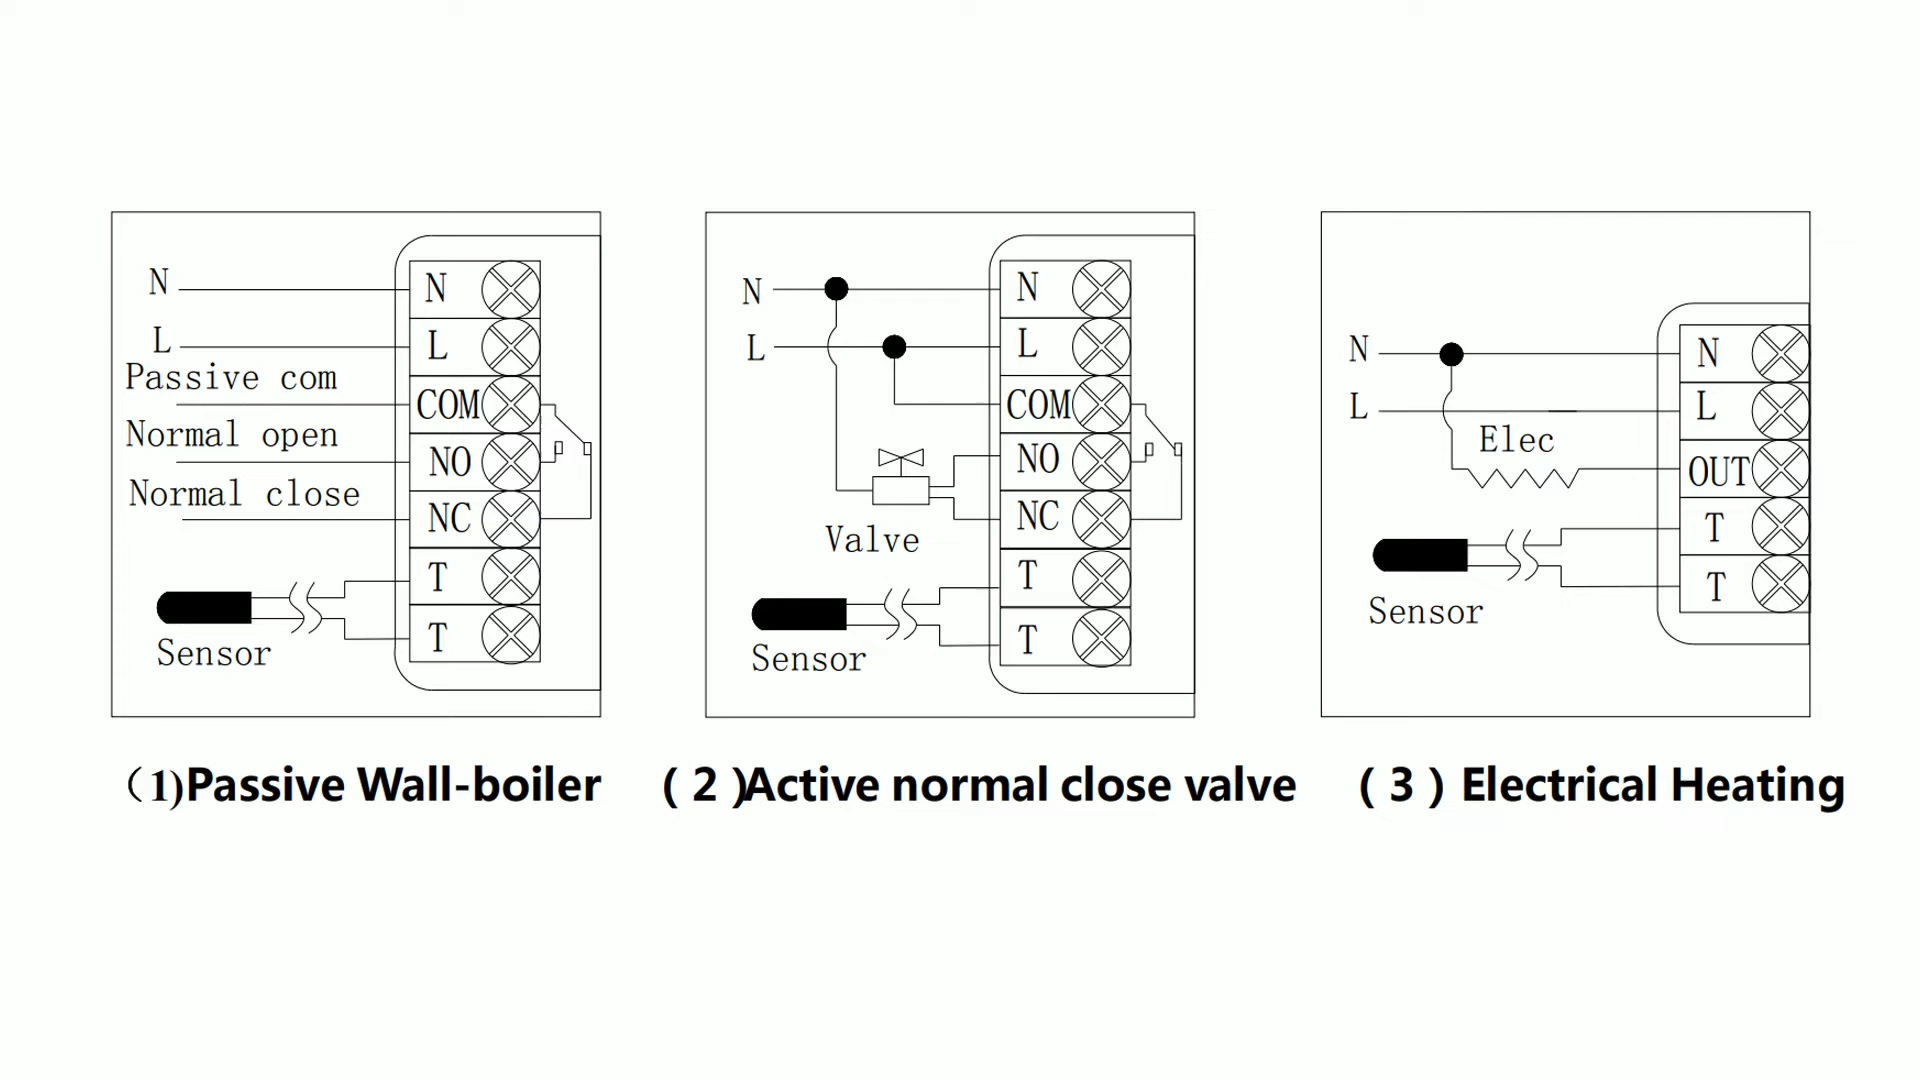 N
L
Passive com
Normal open
Normal close
Sensor
N
L
COM
NO
NC
T
T
(1)Passive Wall-boiler
N
L
Valve
Sensor
N
L
COM
NO
NC
T
T
(2)Active normal close valve
N
L
Elec
Sensor
N
L
OUT
T
T
(3) Electrical Heating